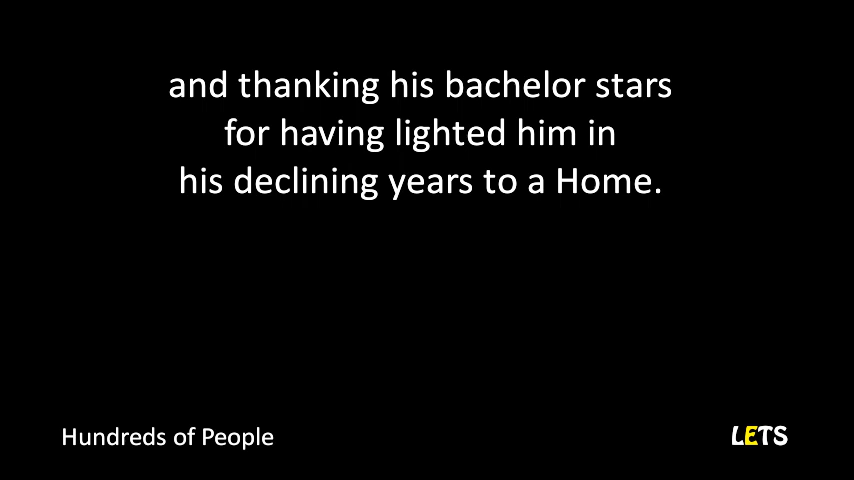 and thanking his bachelor stars
for having lighted him in
his declining years to a Home.
Hundreds of People
LETS